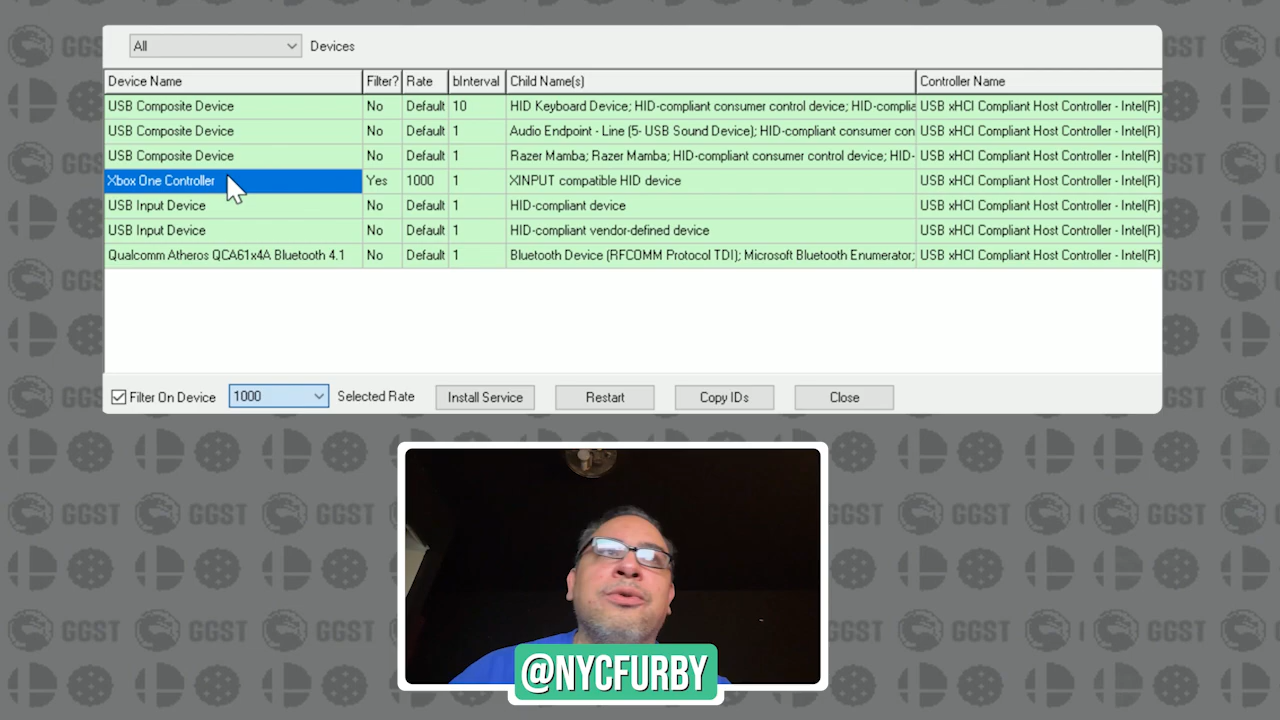 All Devices
Device Name Filter? Rate bInterval Child Name(s) Controller Name
USB Composite Device No Default 10 HID Keyboard Device; HID-compliant consumer control device; HID-complia USB xHCI Compliant Host Controller - Intel(R)
USB Composite Device No Default 1 Audio Endpoint - Line (5- USB Sound Device); HID-compliant consumer con USB xHCI Compliant Host Controller - Intel(R)
USB Composite Device No Default 1 Razer Mamba; Razer Mamba; HID-compliant consumer control device; HID- USB xHCI Compliant Host Controller - Intel(R)
Xbox One Controller Yes 1000 1 XINPUT compatible HID device USB xHCI Compliant Host Controller - Intel(R)
USB Input Device No Default 1 HID-compliant device USB xHCI Compliant Host Controller - Intel(R)
USB Input Device No Default 1 HID-compliant vendor-defined device USB xHCI Compliant Host Controller - Intel(R)
Qualcomm Atheros QCA61x4A Bluetooth 4.1 No Default 1 Bluetooth Device (RFCOMM Protocol TDI); Microsoft Bluetooth Enumerator; USB xHCI Compliant Host Controller - Intel(R)
Filter On Device 1000 Selected Rate Install Service Restart Copy IDs Close
@NYCFURBY